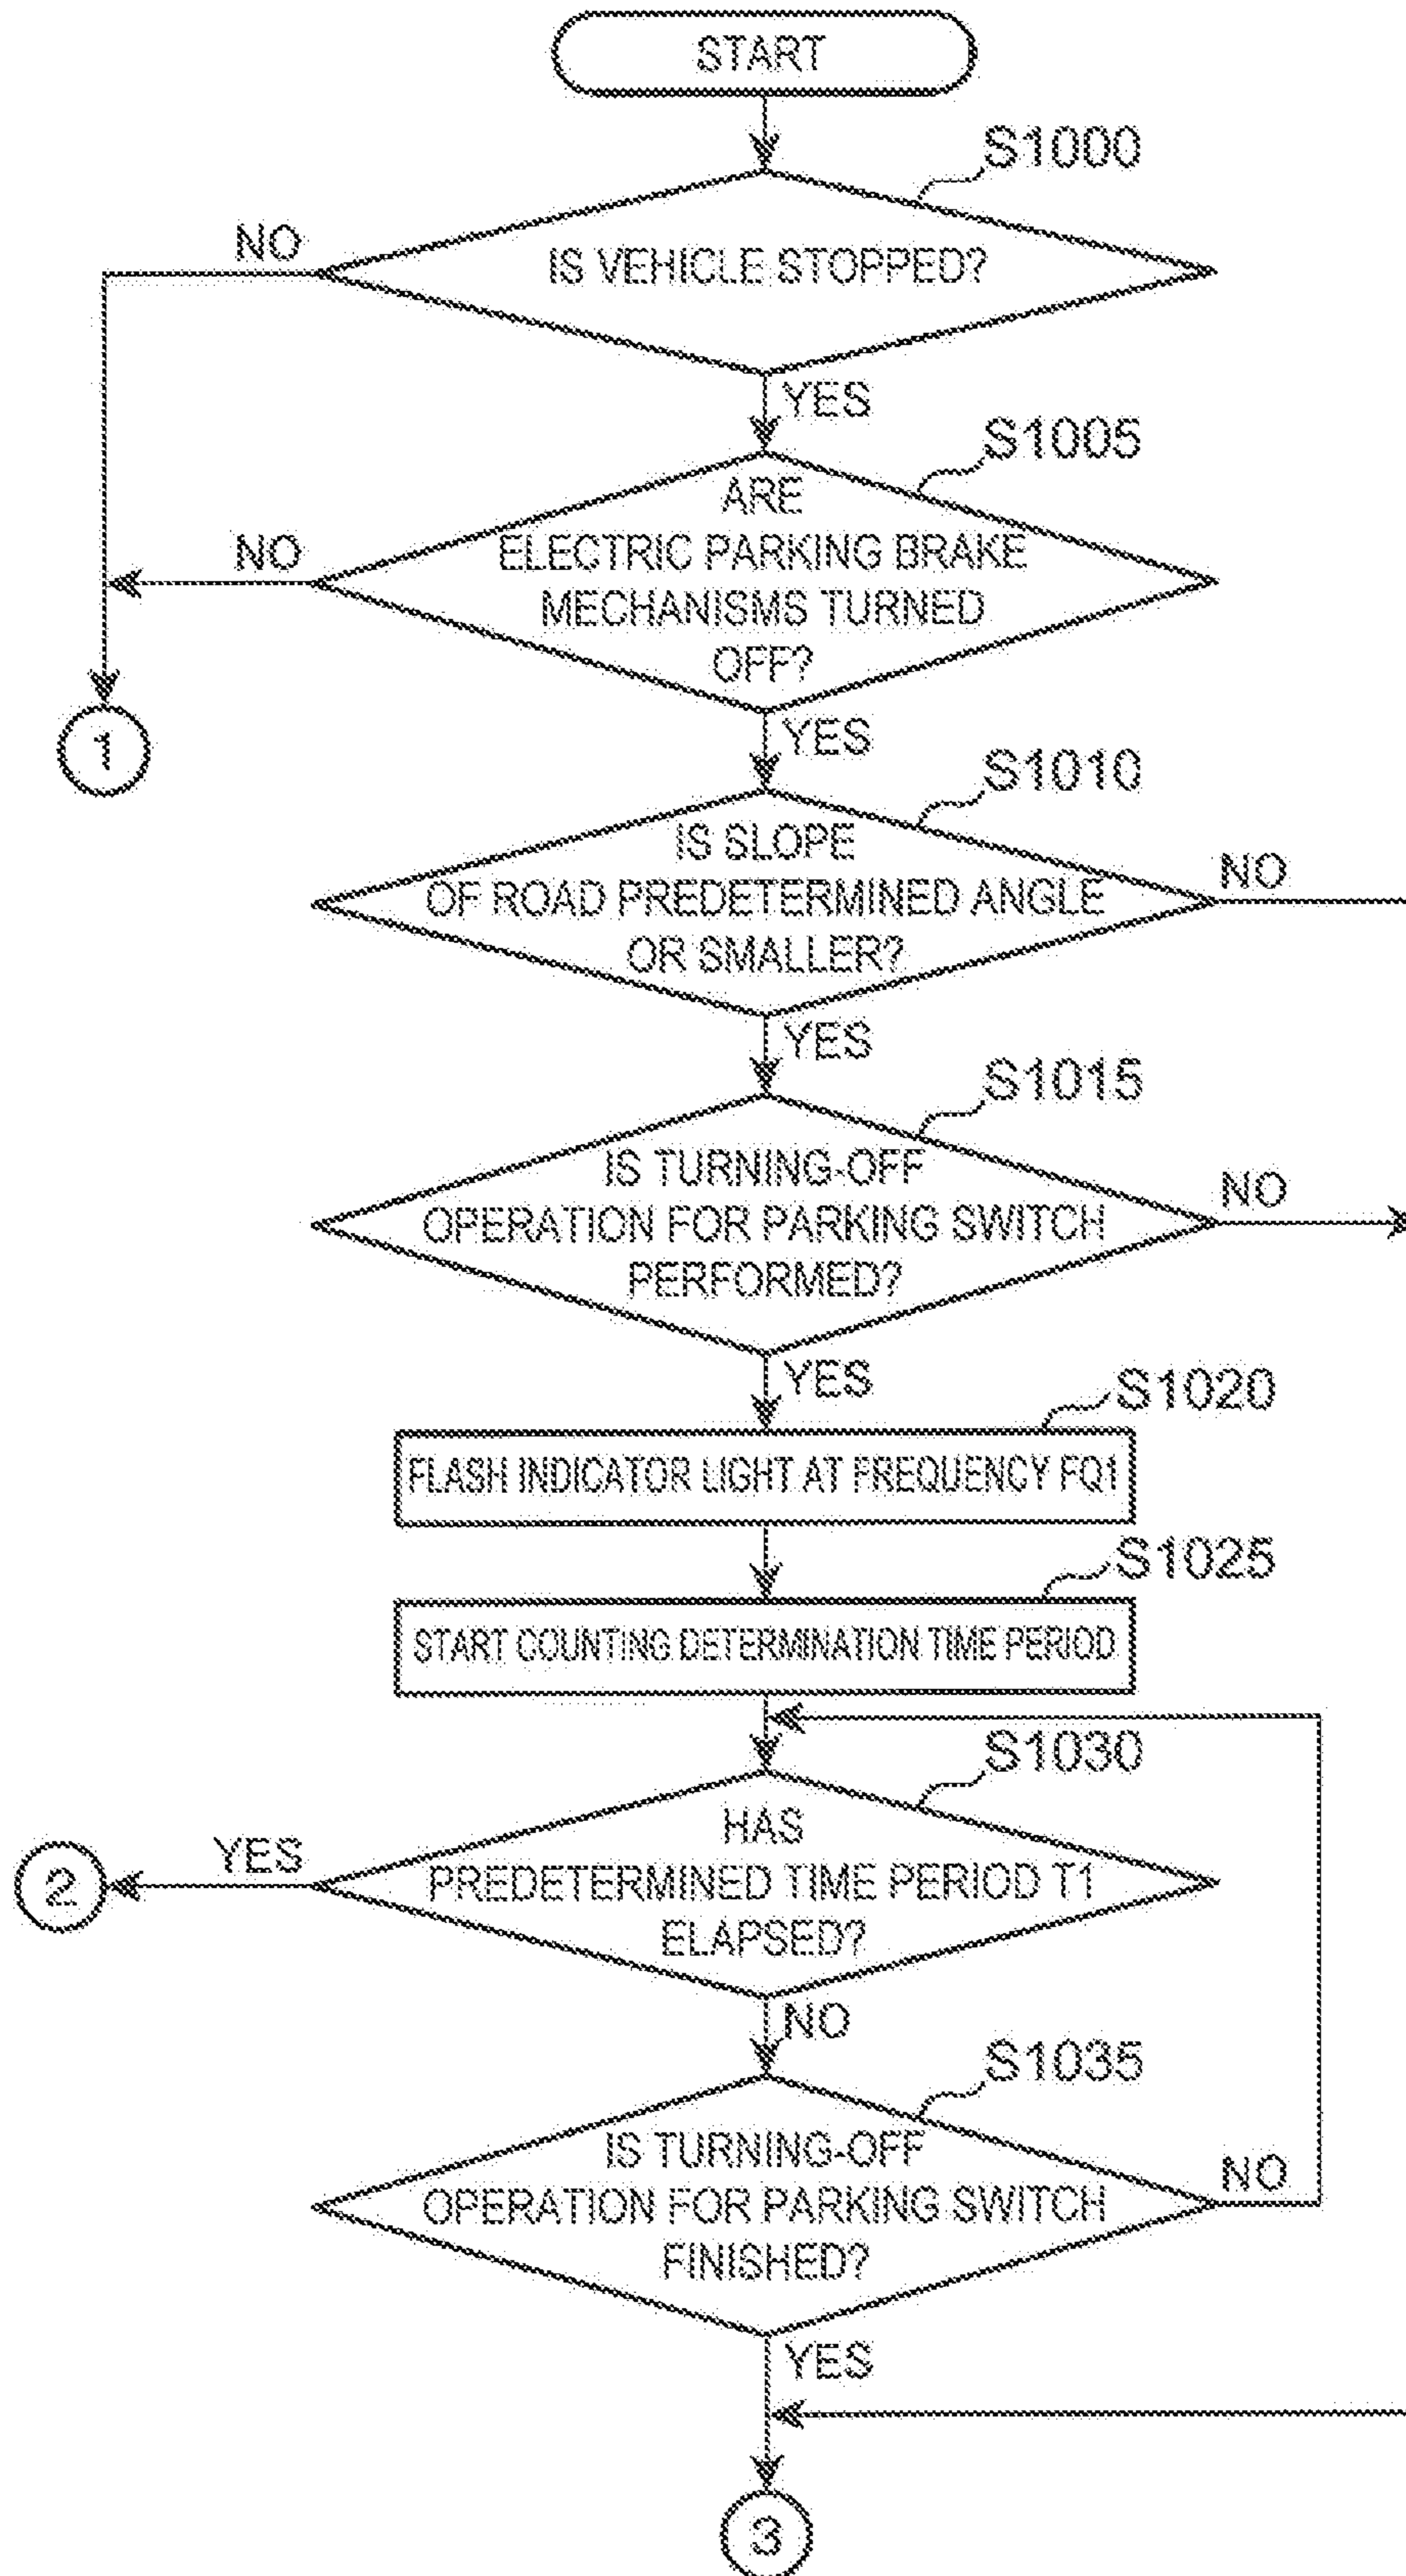 START
S1000
NO
IS VEHICLE STOPPED?
YES
S1005
ARE
NO
ELECTRIC PARKING BRAKE
MECHANISMS TURNED
OFF?
1
YES
S1010
IS SLOPE
NO
OF ROAD PREDETERMINED ANGLE
OR SMALLER?
YES
S1015
IS TURNING-OFF
NO
OPERATION FOR PARKING SWITCH
PERFORMED?
YES
S1020
FLASH INDICATOR LIGHT AT FREQUENCY FQ1
S1025
START COUNTING DETERMINATION TIME PERIOD
S1030
HAS
YES
2
PREDETERMINED TIME PERIOD T1
ELAPSED?
NO
S1035
IS TURNING-OFF
NO
OPERATION FOR PARKING SWITCH
FINISHED?
YES
3